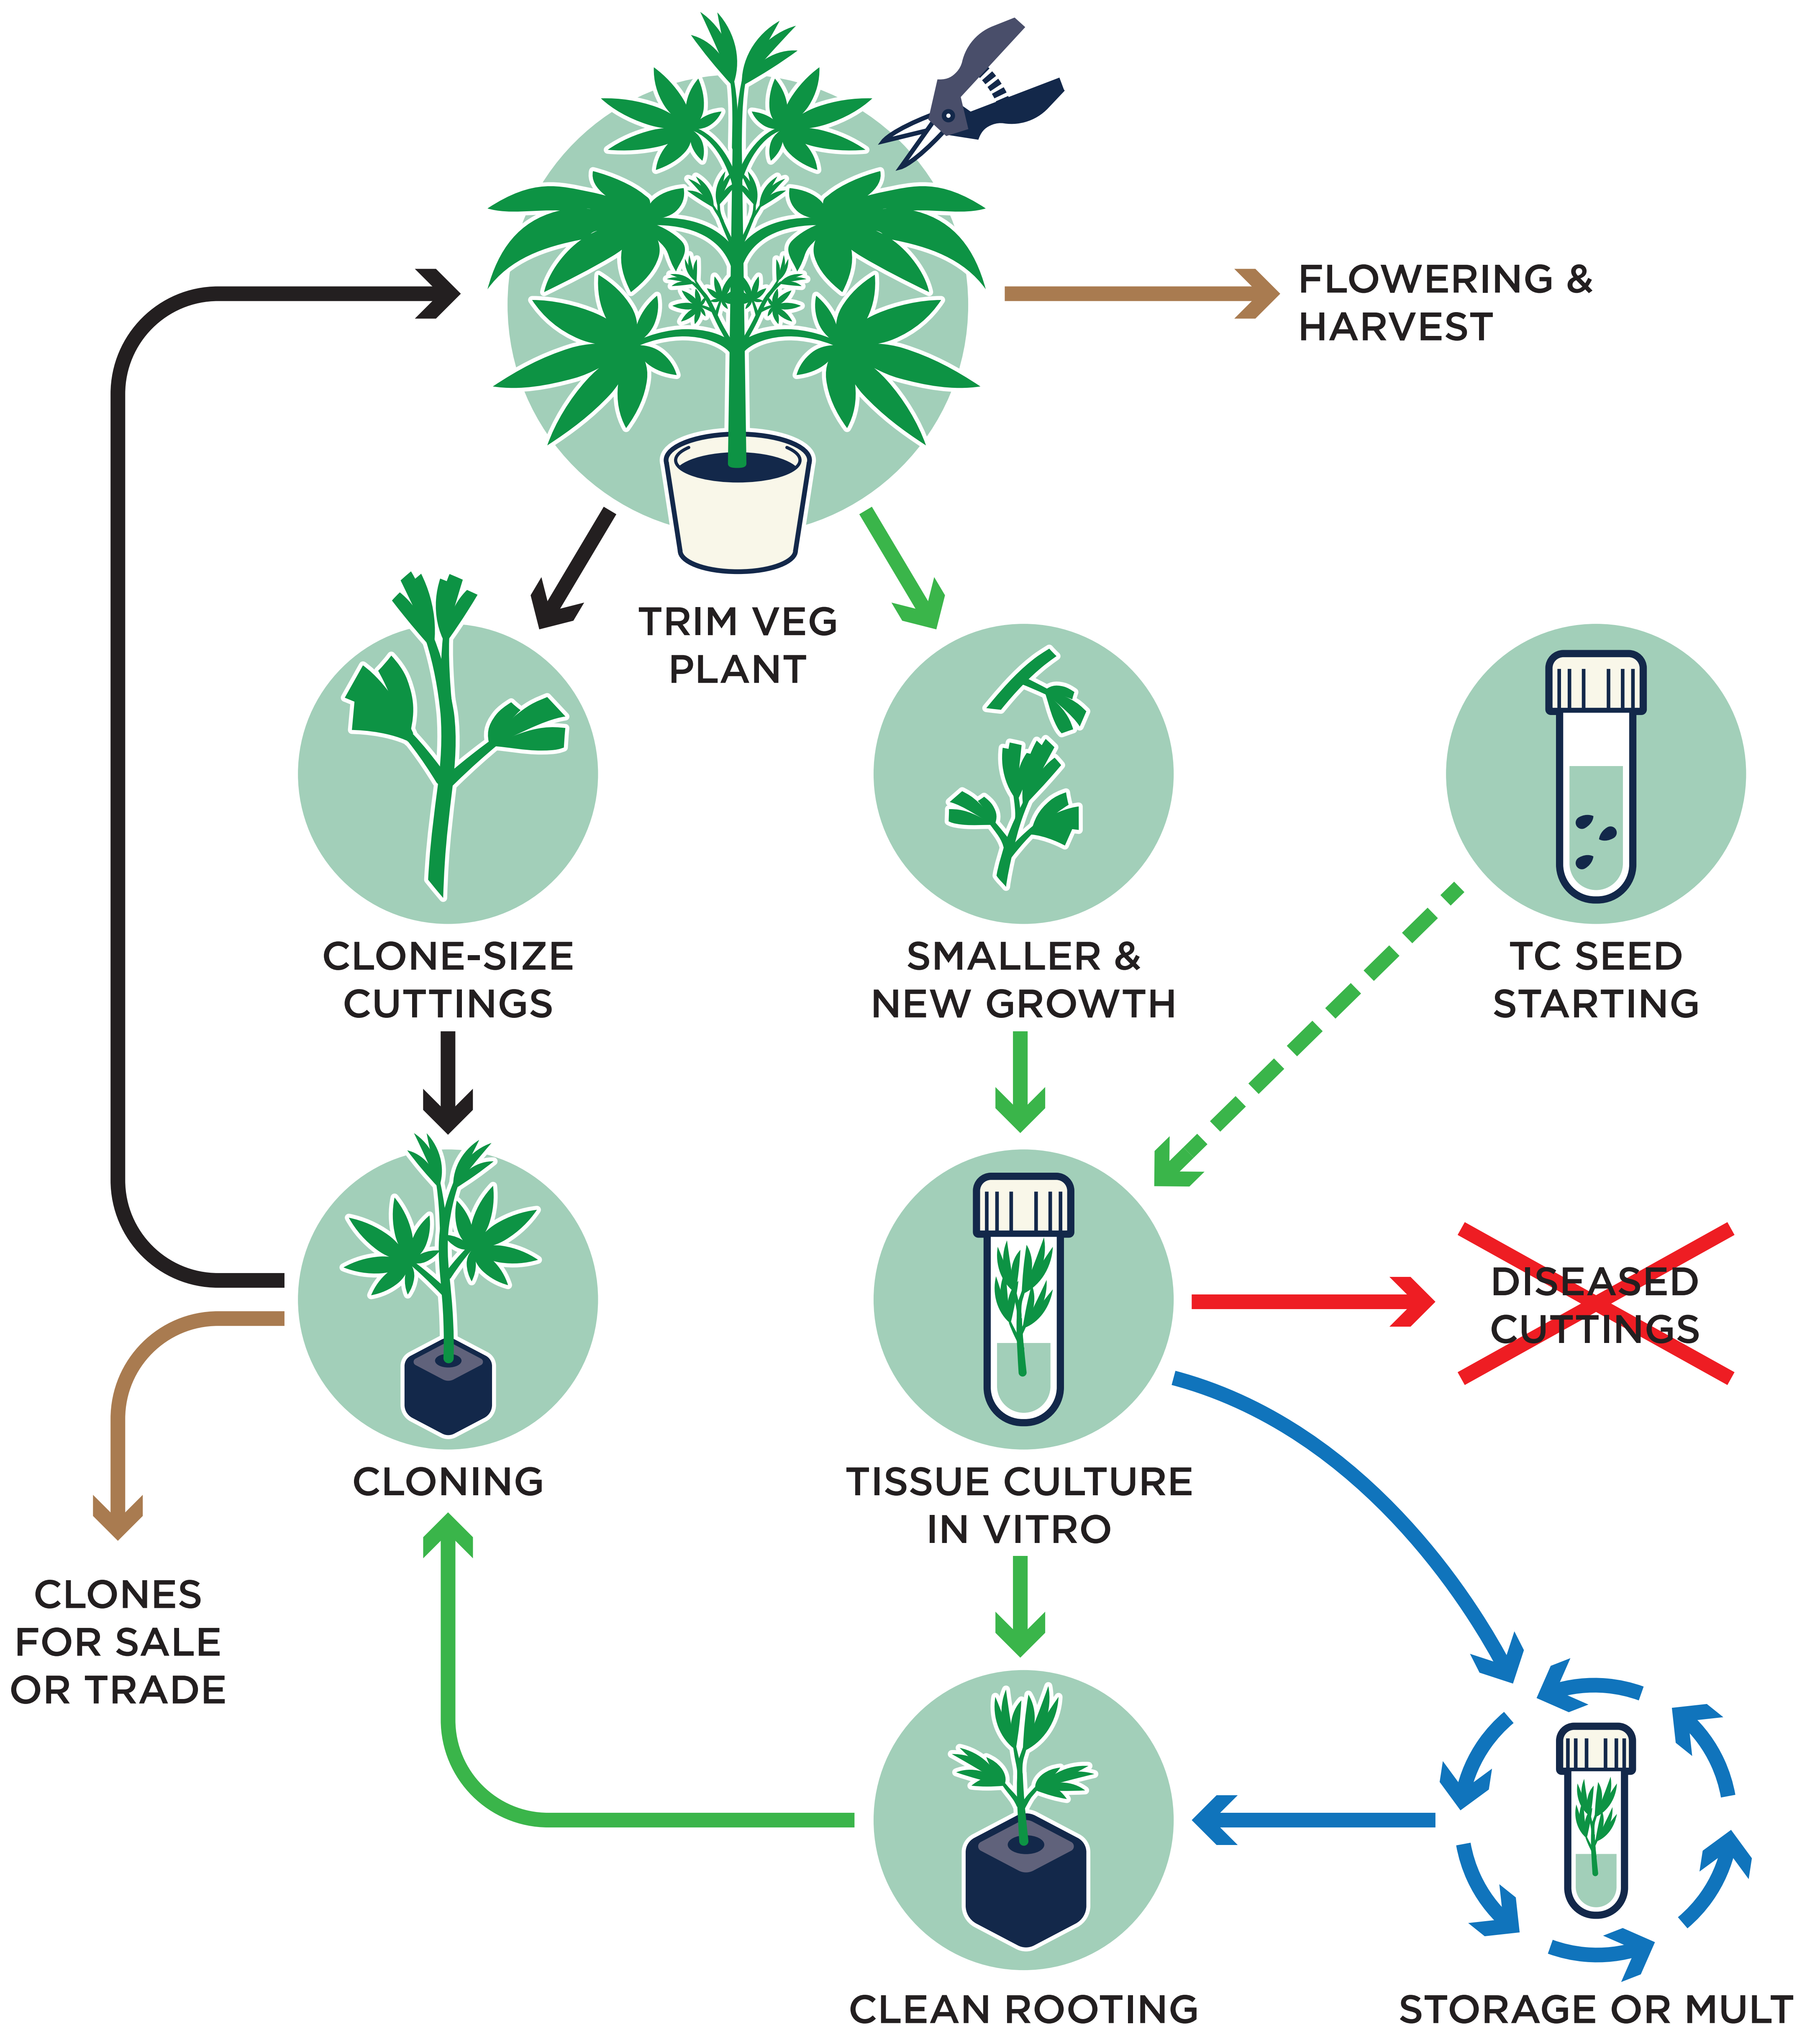 FLOWERING &
HARVEST
TRIM VEG
PLANT
CLONE-SIZE
CUTTINGS
SMALLER &
NEW GROWTH
TC SEED
STARTING
DISEASED
CUTTINGS
CLONING
TISSUE CULTURE
IN VITRO
CLONES
FOR SALE
OR TRADE
CLEAN ROOTING
STORAGE OR MULT